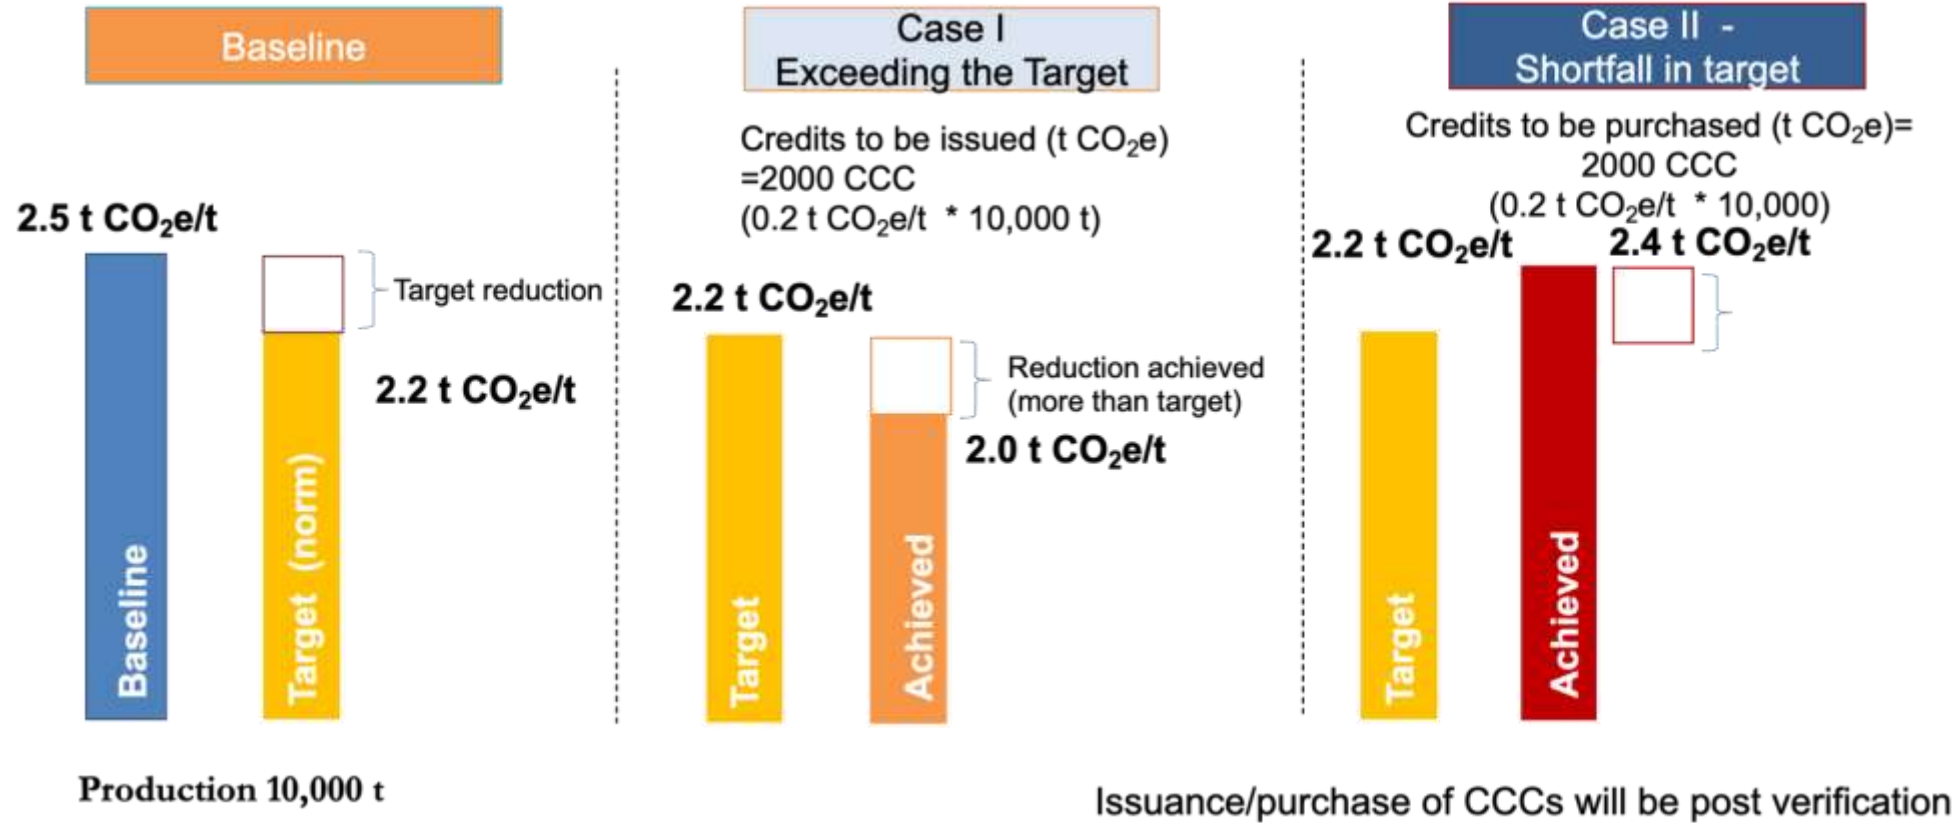 Baseline
2.5 t CO₂e/t
Target reduction
2.2 t CO₂e/t
Baseline
Target (norm)
Production 10,000 t
Case I
Exceeding the Target
Credits to be issued (t CO₂e)
=2000 CCC
(0.2 t CO₂e/t * 10,000 t)
2.2 t CO₂e/t
Reduction achieved
(more than target)
2.0 t CO₂e/t
Target
Achieved
Case II -
Shortfall in target
Credits to be purchased (t CO₂e)=
2000 CCC
(0.2 t CO₂e/t * 10,000)
2.2 t CO₂e/t
2.4 t CO₂e/t
Target
Achieved
Issuance/purchase of CCCs will be post verification